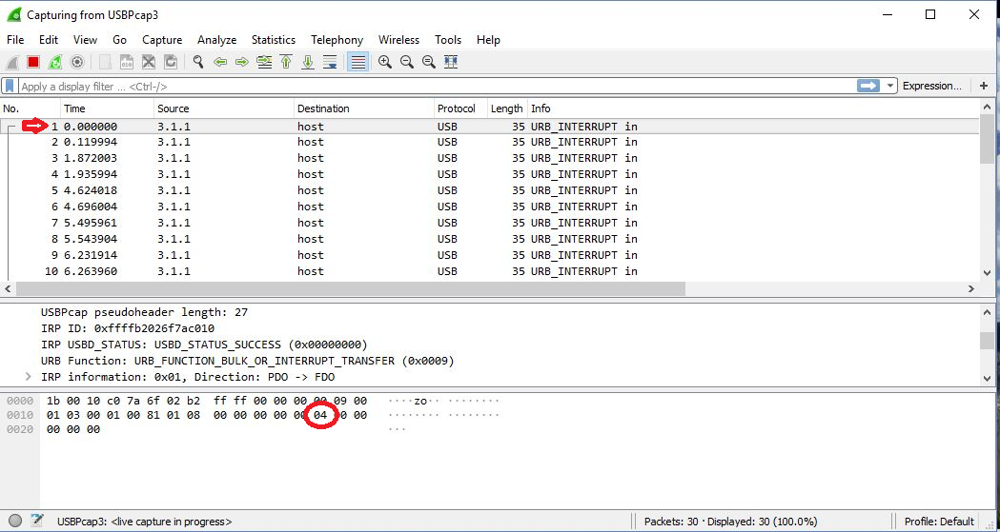 Capturing from USBPcap3
File Edit View Go Capture Analyze Statistics Telephony Wireless Tools Help
Apply a display filter ... <Ctrl-/> Expression... +
No. Time Source Destination Protocol Length Info
1 0.000000 3.1.1 host USB 35 URB_INTERRUPT in
2 0.119994 3.1.1 host USB 35 URB_INTERRUPT in
3 1.872003 3.1.1 host USB 35 URB_INTERRUPT in
4 1.935994 3.1.1 host USB 35 URB_INTERRUPT in
5 4.624018 3.1.1 host USB 35 URB_INTERRUPT in
6 4.696004 3.1.1 host USB 35 URB_INTERRUPT in
7 5.495961 3.1.1 host USB 35 URB_INTERRUPT in
8 5.543904 3.1.1 host USB 35 URB_INTERRUPT in
9 6.231914 3.1.1 host USB 35 URB_INTERRUPT in
10 6.263960 3.1.1 host USB 35 URB_INTERRUPT in
USBPcap pseudoheader length: 27
IRP ID: 0xffffb2026f7ac010
IRP USBD_STATUS: USBD_STATUS_SUCCESS (0x00000000)
URB Function: URB_FUNCTION_BULK_OR_INTERRUPT_TRANSFER (0x0009)
IRP information: 0x01, Direction: PDO -> FDO
0000 1b 00 10 c0 7a 6f 02 b2 ff ff 00 00 00 00 09 00 ····zo·· ········
0010 01 03 00 01 00 81 01 08 00 00 00 00 00 04 00 00 ········ ········
0020 00 00 00 ···
USBPcap3: <live capture in progress> Packets: 30 · Displayed: 30 (100.0%) Profile: Default